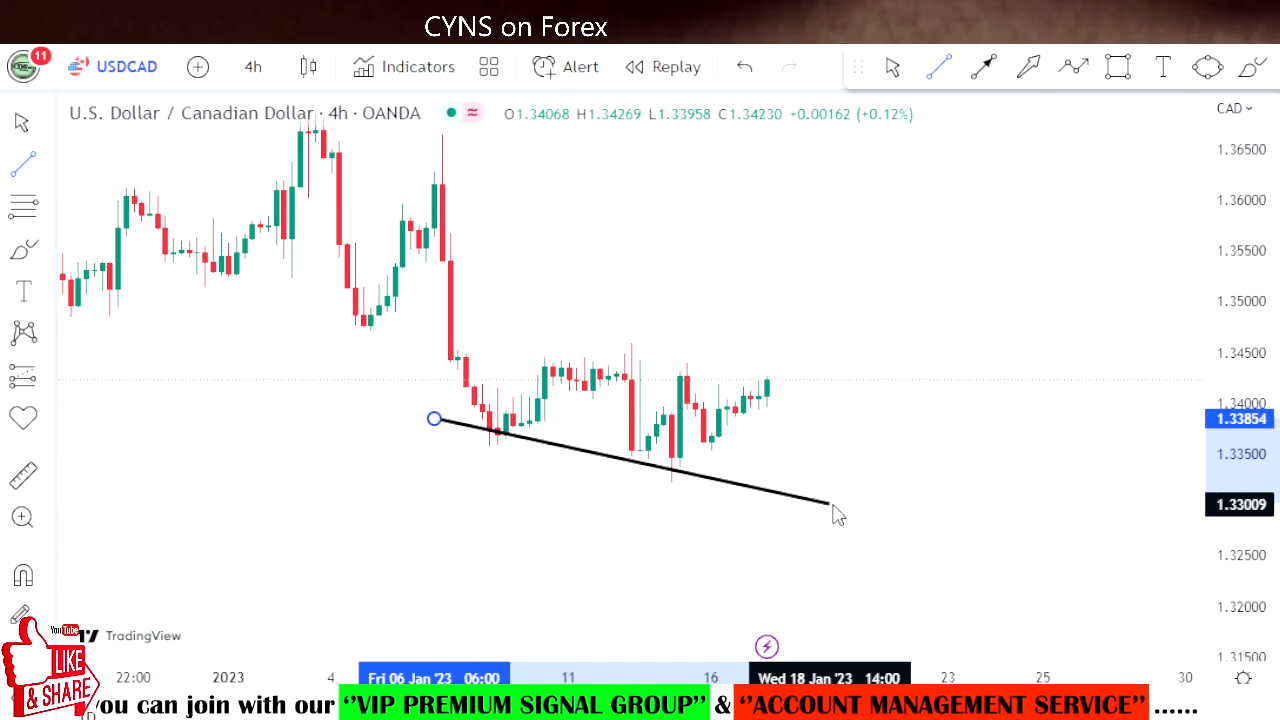 CYNS on Forex
11
USDCAD
4h
Indicators
Alert
Replay
T
U.S. Dollar / Canadian Dollar · 4h · OANDA
O1.34068 H1.34269 L1.33958 C1.34230 +0.00162 (+0.12%)
CAD
1.36500
1.36000
1.35500
1.35000
1.34500
1.34000
1.33854
1.33500
1.33009
1.32500
1.32000
1.31500
T
TradingView
YouTube
LIKE
& SHARE
22:00
2023
4
Fri 06 Jan '23 06:00
11
16
Wed 18 Jan '23 14:00
23
25
30
you can join with our ‘’VIP PREMIUM SIGNAL GROUP’’ & ‘’ACCOUNT MANAGEMENT SERVICE’’ ......